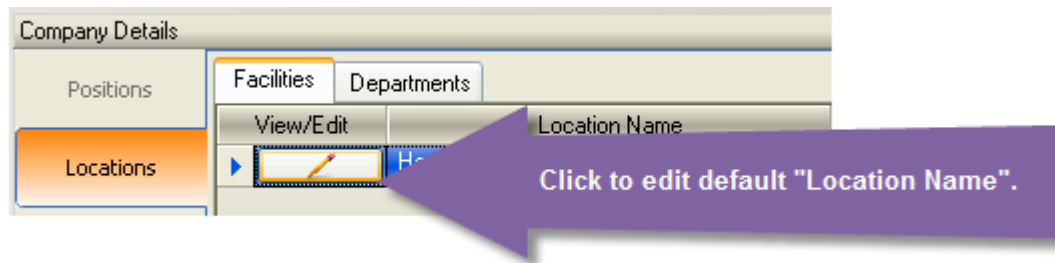 Company Details
Positions
Facilities
Departments
View/Edit
Location Name
Locations
Click to edit default "Location Name".